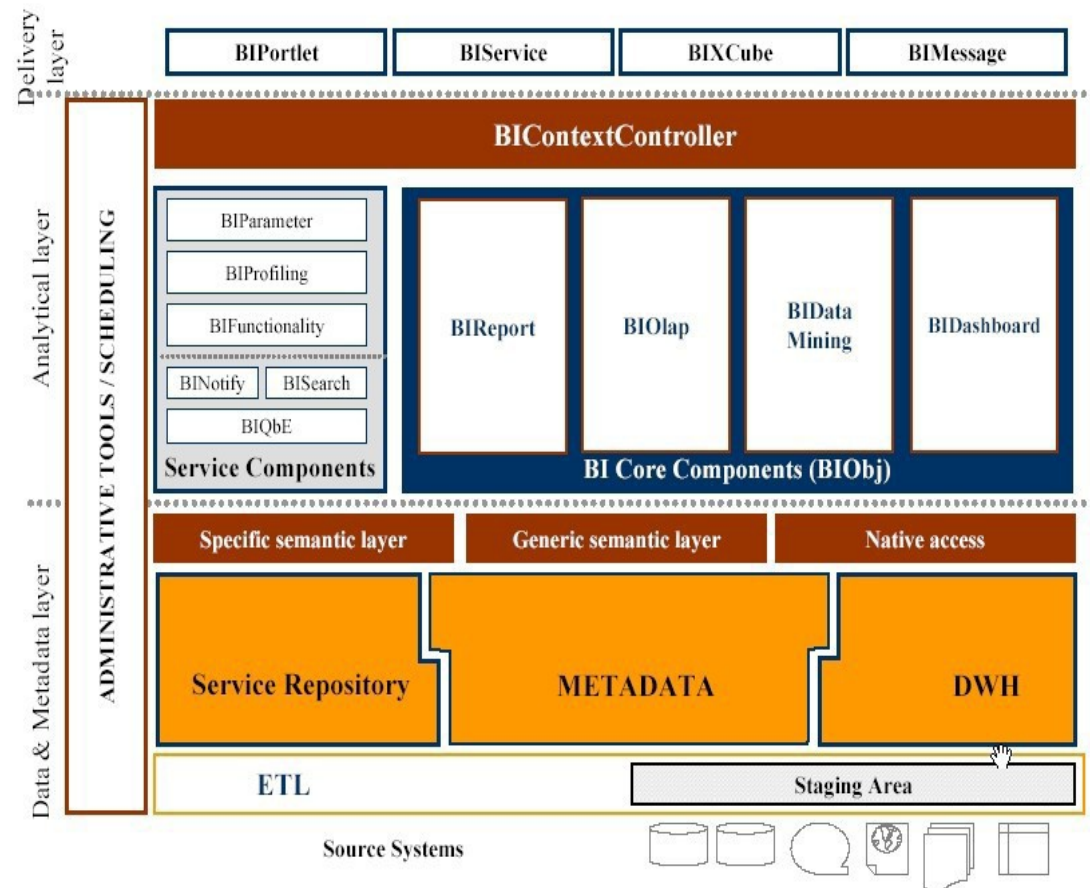 Delivery layer
BIPortlet
BIService
BIXCube
BIMessage
Analytical layer
ADMINISTRATIVE TOOLS / SCHEDULING
BIContextController
BIParameter
BIProfiling
BIFunctionality
BINotify
BISearch
BIQbE
Service Components
BIReport
BIOlap
BIData
Mining
BIDashboard
BI Core Components (BIObj)
Data & Metadata layer
Specific semantic layer
Generic semantic layer
Native access
Service Repository
METADATA
DWH
ETL
Staging Area
Source Systems